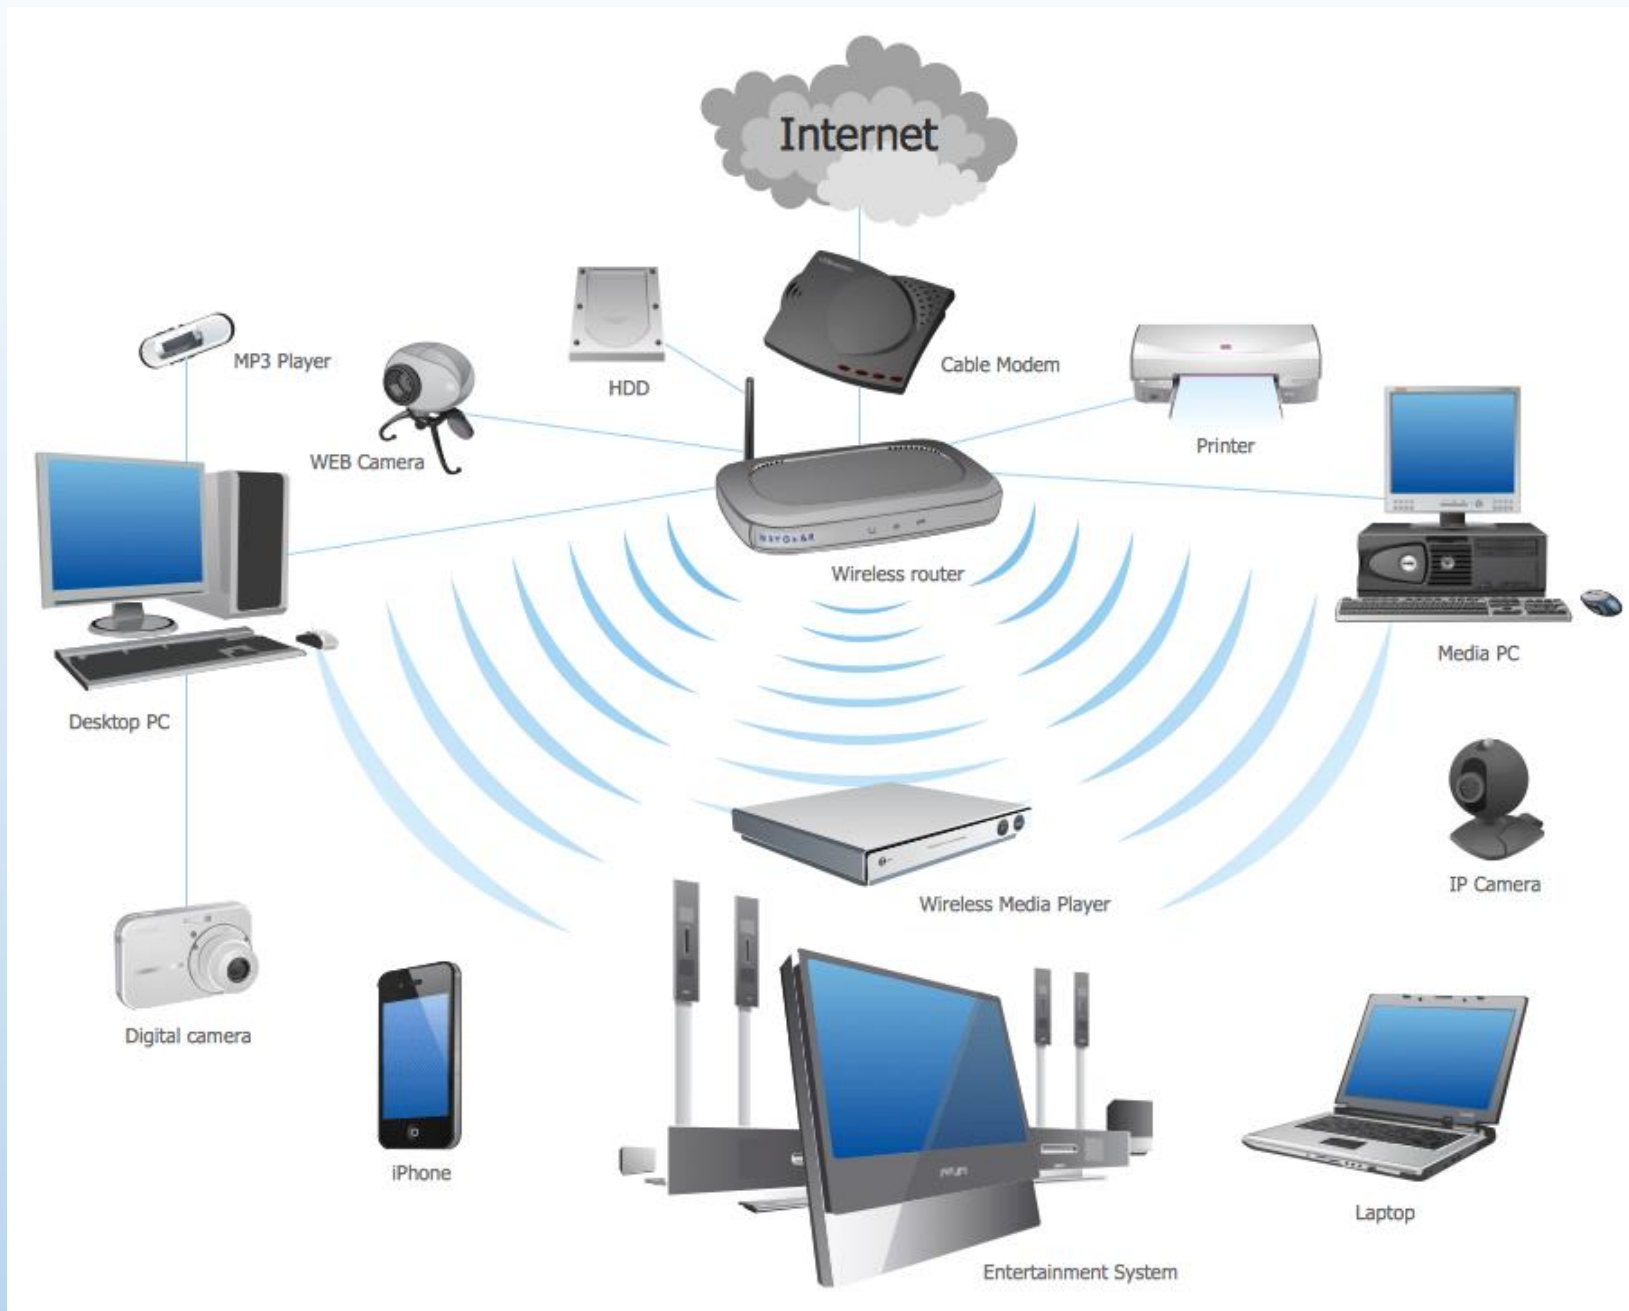 Internet
MP3 Player
HDD
Cable Modem
WEB Camera
Printer
NETGEAR
Wireless router
Media PC
Desktop PC
IP Camera
Wireless Media Player
Digital camera
iPhone
Laptop
Entertainment System